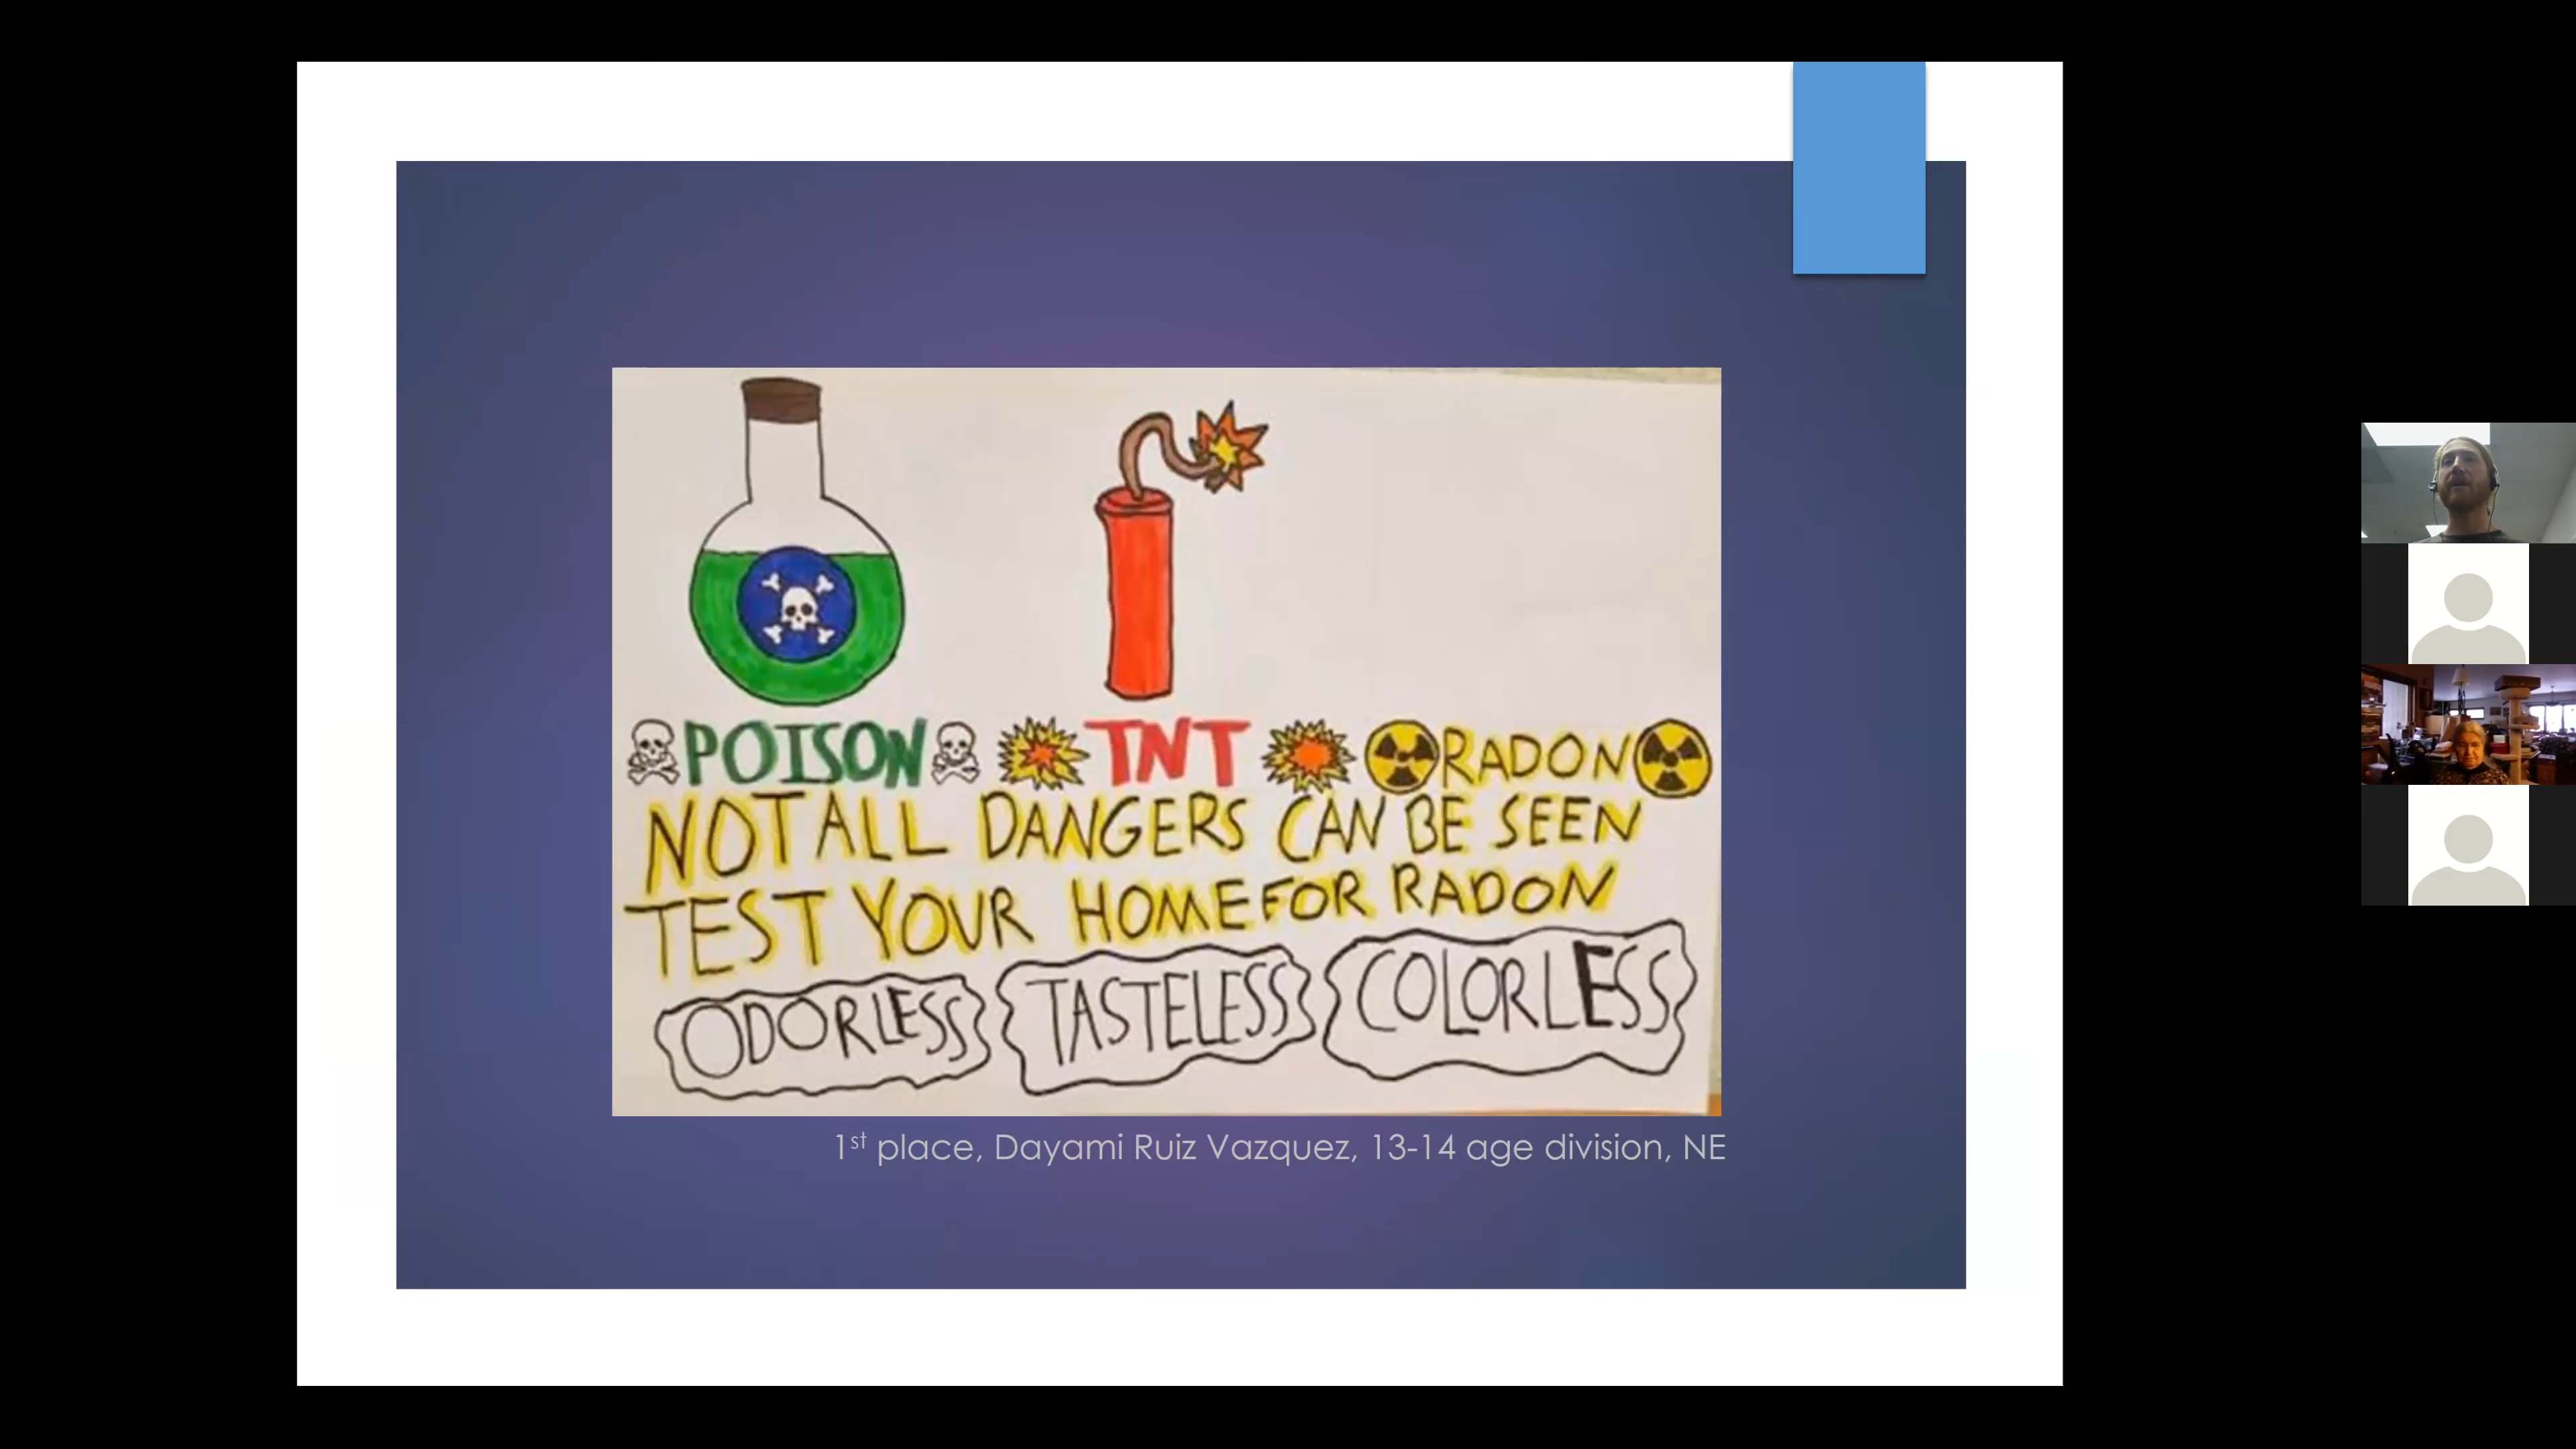 POISON TNT RADON
NOT ALL DANGERS CAN BE SEEN
TEST YOUR HOME FOR RADON
ODORLESS TASTELESS COLORLESS
1st place, Dayami Ruiz Vazquez, 13-14 age division, NE